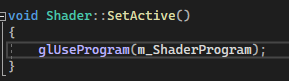 void Shader::SetActive()
{
glUseProgram(m_ShaderProgram);
}